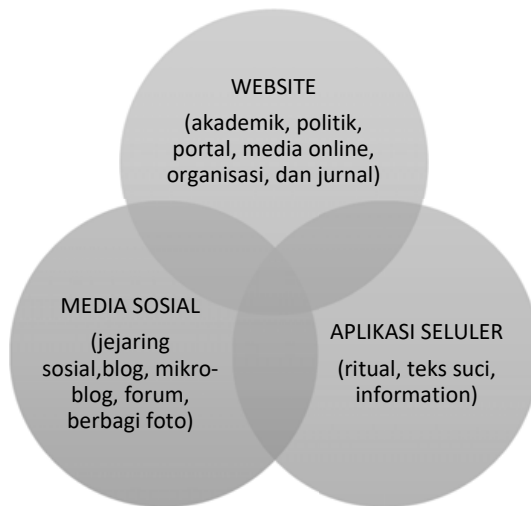 WEBSITE
(akademik, politik,
portal, media online,
organisasi, dan jurnal)
MEDIA SOSIAL
(jejaring
sosial,blog, mikro-
blog, forum,
berbagi foto)
APLIKASI SELULER
(ritual, teks suci,
information)